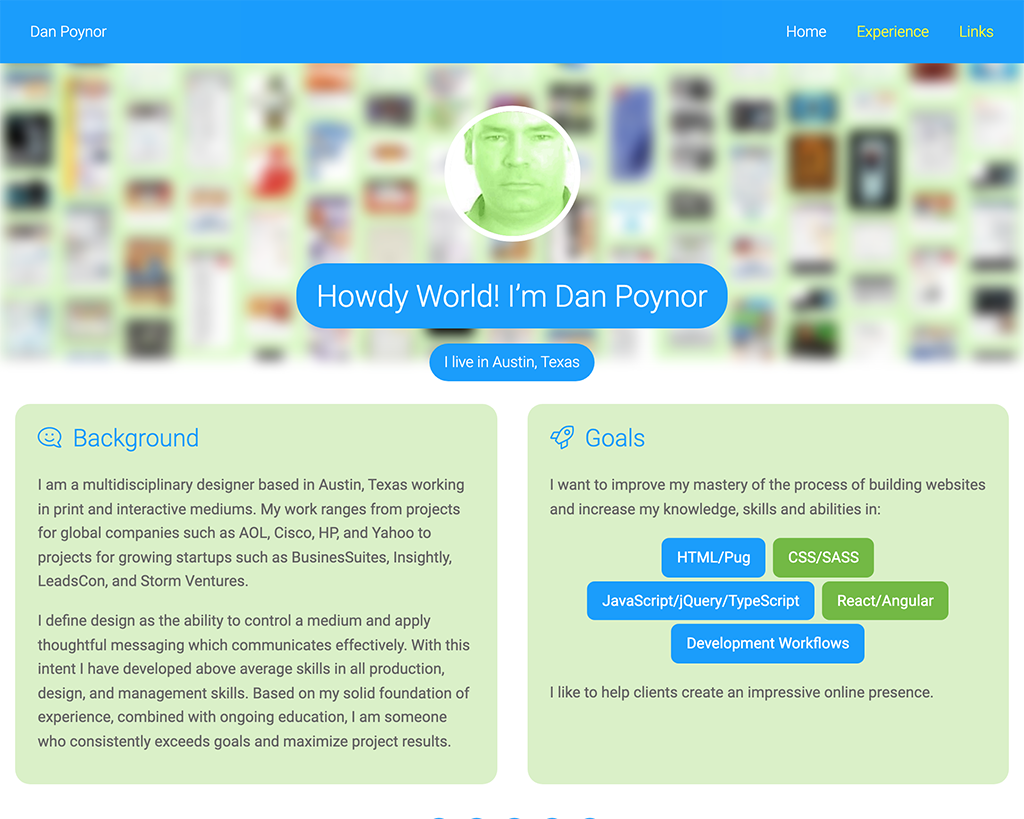 Dan Poynor
Home Experience Links
Howdy World! I’m Dan Poynor
I live in Austin, Texas
Background
I am a multidisciplinary designer based in Austin, Texas working
in print and interactive mediums. My work ranges from projects
for global companies such as AOL, Cisco, HP, and Yahoo to
projects for growing startups such as BusinesSuites, Insightly,
LeadsCon, and Storm Ventures.
I define design as the ability to control a medium and apply
thoughtful messaging which communicates effectively. With this
intent I have developed above average skills in all production,
design, and management skills. Based on my solid foundation of
experience, combined with ongoing education, I am someone
who consistently exceeds goals and maximize project results.
Goals
I want to improve my mastery of the process of building websites
and increase my knowledge, skills and abilities in:
HTML/Pug CSS/SASS
JavaScript/jQuery/TypeScript React/Angular
Development Workflows
I like to help clients create an impressive online presence.